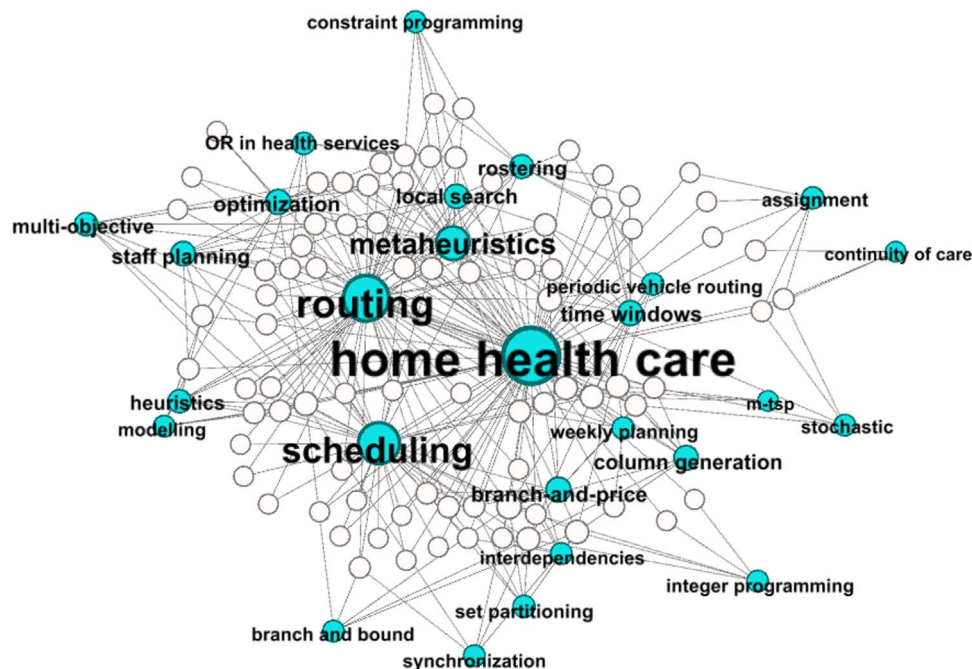 constraint programming
OR in health services
rostering
local search
optimization
assignment
multi-objective
metaheuristics
staff planning
continuity of care
periodic vehicle routing
routing
time windows
home health care
heuristics
m-tsp
modelling
stochastic
weekly planning
scheduling
column generation
branch-and-price
interdependencies
integer programming
set partitioning
branch and bound
synchronization